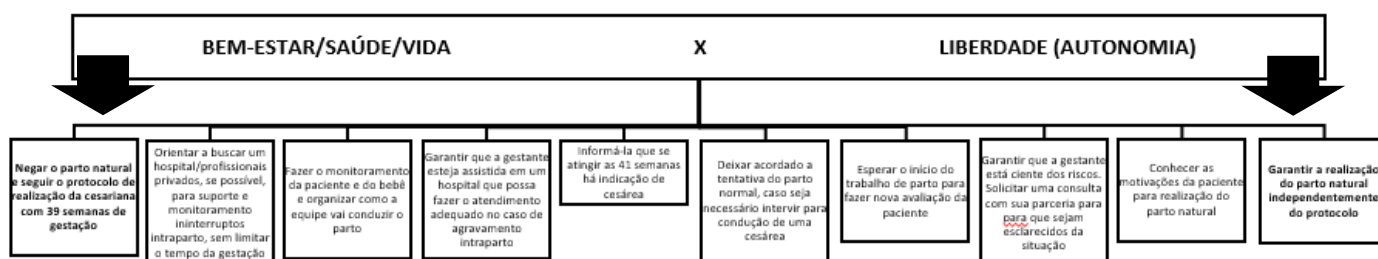 BEM-ESTAR/SAÚDE/VIDA X LIBERDADE (AUTONOMIA)
Negar o parto natural
e seguir o protocolo de
realização da cesariana
com 39 semanas de
gestação
Orientar a buscar um
hospital/profissionais
privados, se possível,
para suporte e
monitoramento
ininterruptos
intraparto, sem limitar
o tempo da gestação
Fazer o monitoramento
da paciente e do bebê
e organizar como a
equipe vai conduzir o
parto
Garantir que a gestante
esteja assistida em um
hospital que possa
fazer o atendimento
adequado no caso de
agravamento
intraparto
Informá-la que se
atingir as 41 semanas
há indicação de
cesárea
Deixar acordado a
tentativa do parto
normal, caso seja
necessário intervir para
condução de uma
cesárea
Esperar o início do
trabalho de parto para
fazer nova avaliação da
paciente
Garantir que a gestante
está ciente dos riscos.
Solicitar uma consulta
com sua parceria para
para que sejam
esclarecidos da
situação
Conhecer as
motivações da paciente
para realização do
parto natural
Garantir a realização
do parto natural
independentemente
do protocolo